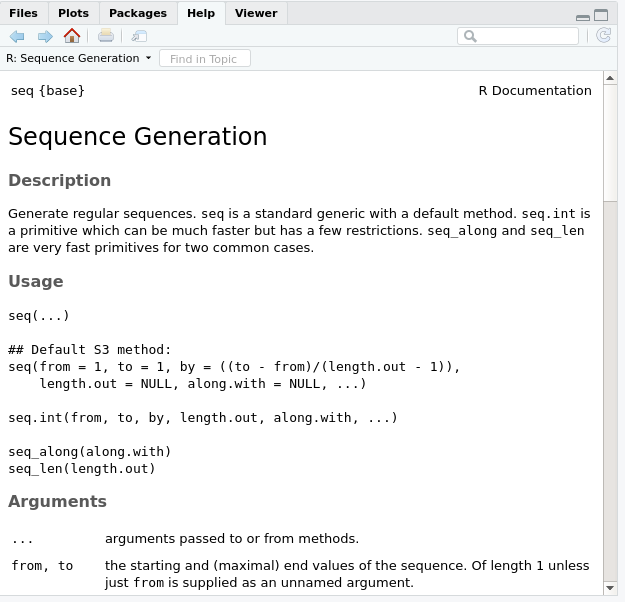 Files Plots Packages Help Viewer
R: Sequence Generation Find in Topic
seq {base} R Documentation
Sequence Generation
Description
Generate regular sequences. seq is a standard generic with a default method. seq.int is
a primitive which can be much faster but has a few restrictions. seq_along and seq_len
are very fast primitives for two common cases.
Usage
seq(...)
## Default S3 method:
seq(from = 1, to = 1, by = ((to - from)/(length.out - 1)),
    length.out = NULL, along.with = NULL, ...)
seq.int(from, to, by, length.out, along.with, ...)
seq_along(along.with)
seq_len(length.out)
Arguments
... arguments passed to or from methods.
from, to the starting and (maximal) end values of the sequence. Of length 1 unless
just from is supplied as an unnamed argument.